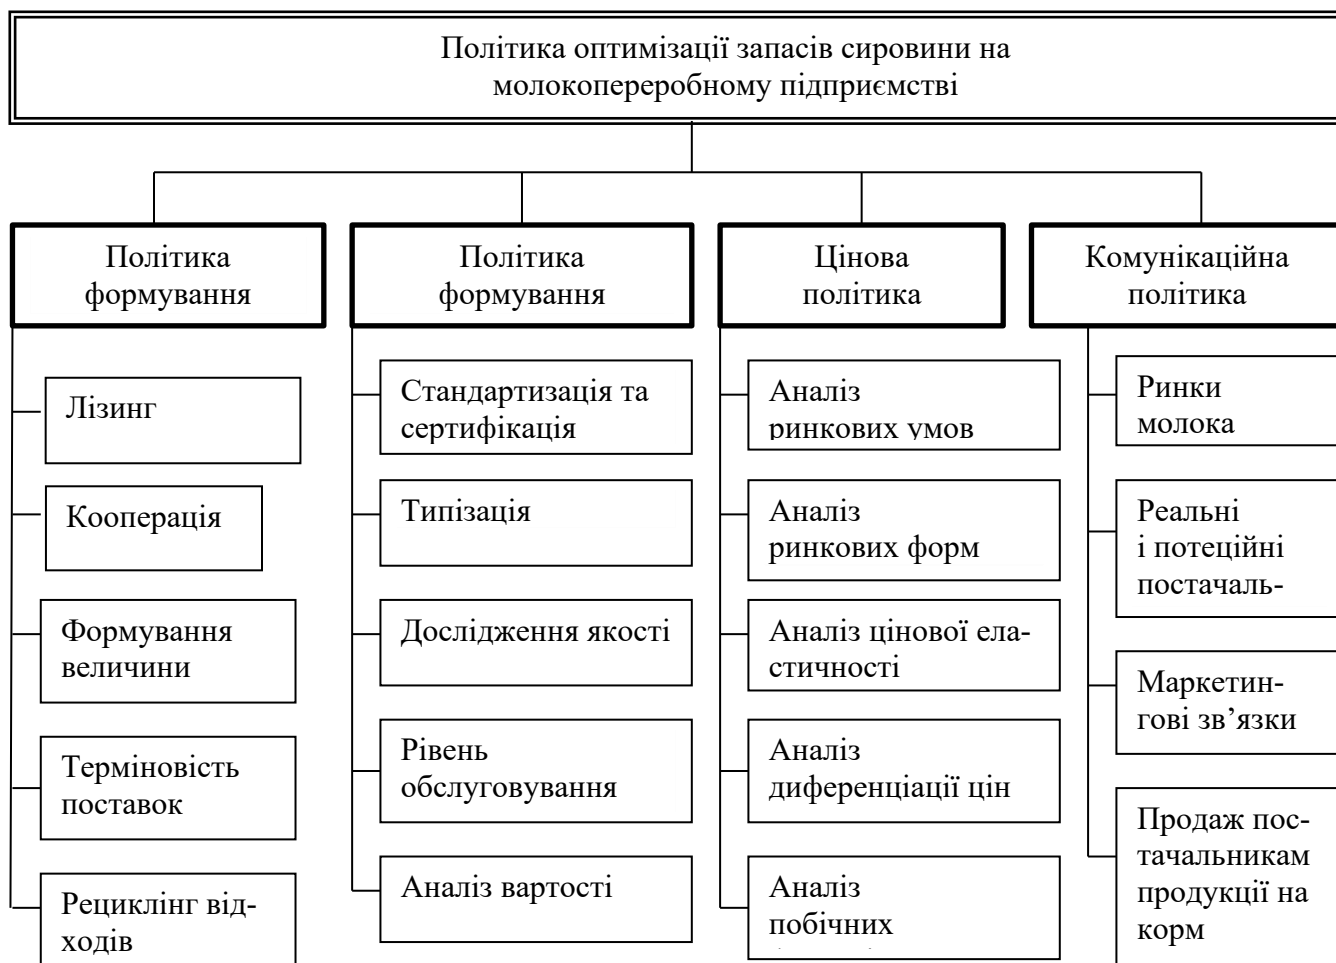 Політика оптимізації запасів сировини на
молокопереробному підприємстві
Політика
формування
Політика
формування
Цінова
політика
Комунікаційна
політика
Лізинг
Кооперація
Формування
величини
Терміновість
поставок
Рециклінг від-
ходів
Стандартизація та
сертифікація
Типізація
Дослідження якості
Рівень
обслуговування
Аналіз вартості
Аналіз
ринкових умов
Аналіз
ринкових форм
Аналіз цінової ела-
стичності
Аналіз
диференціації цін
Аналіз
побічних
Ринки
молока
Реальні
і потеційні
постачаль-
Маркетин-
гові зв’язки
Продаж пос-
тачальникам
продукції на
корм